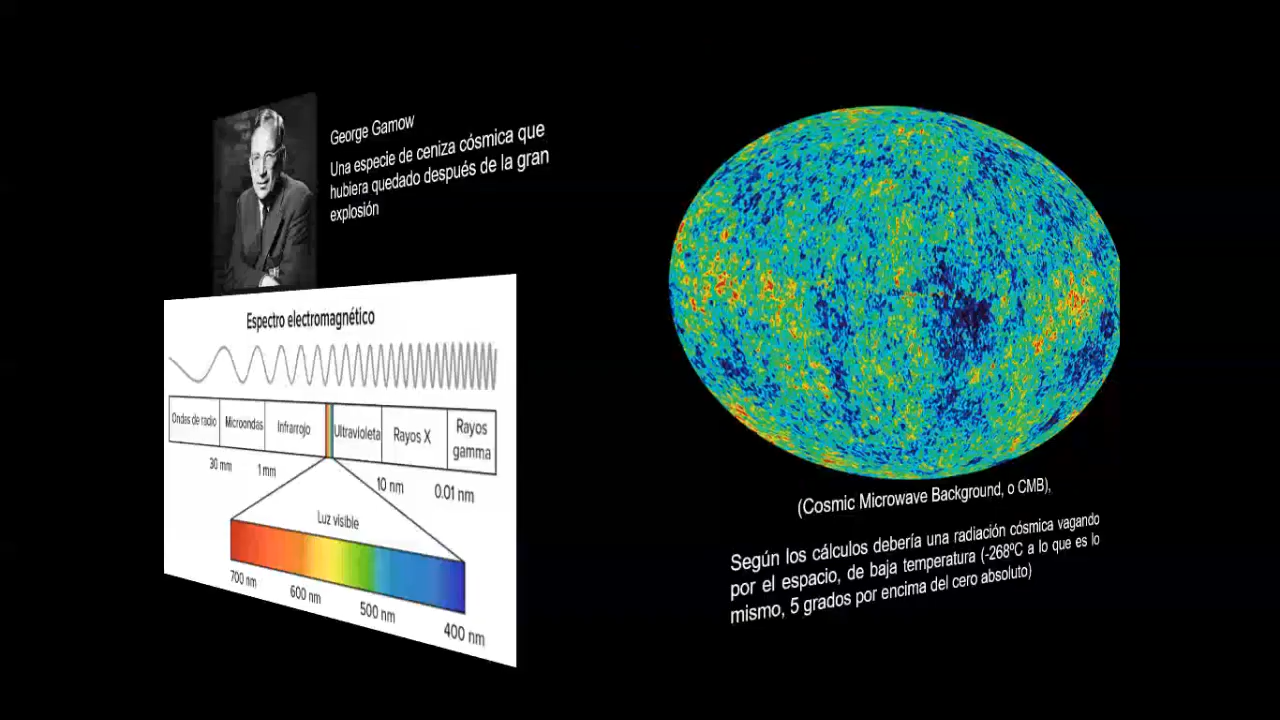 George Gamow
Una especie de ceniza cósmica que
hubiera quedado después de la gran
explosión
Espectro electromagnético
Ondas de radio
Microondas
Infrarrojo
Ultravioleta
Rayos X
Rayos
gamma
30 mm
1 mm
10 nm
0.01 nm
Luz visible
700 nm
600 nm
500 nm
400 nm
(Cosmic Microwave Background, o CMB),
Según los cálculos debería una radiación cósmica vagando
por el espacio, de baja temperatura (-268ºC a lo que es lo
mismo, 5 grados por encima del cero absoluto)